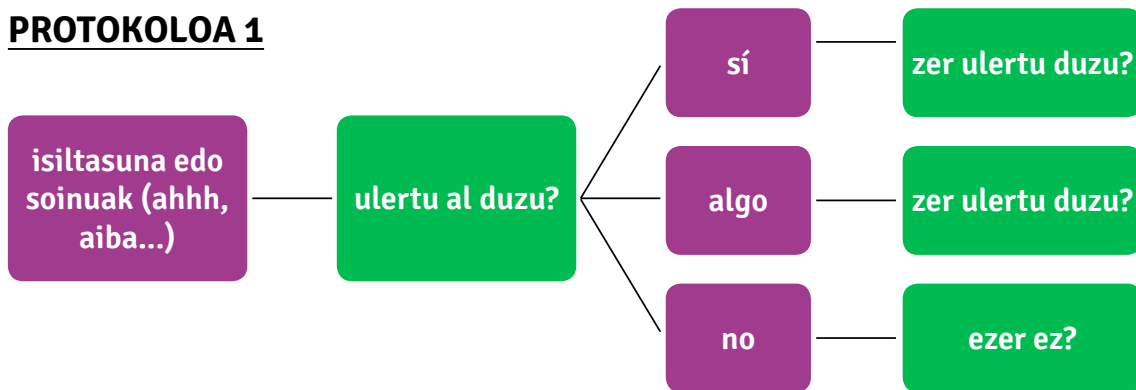 PROTOKOLOA 1
isiltasuna edo
soinuak (ahhh,
aiba...)
ulertu al duzu?
sí
zer ulertu duzu?
algo
zer ulertu duzu?
no
ezer ez?